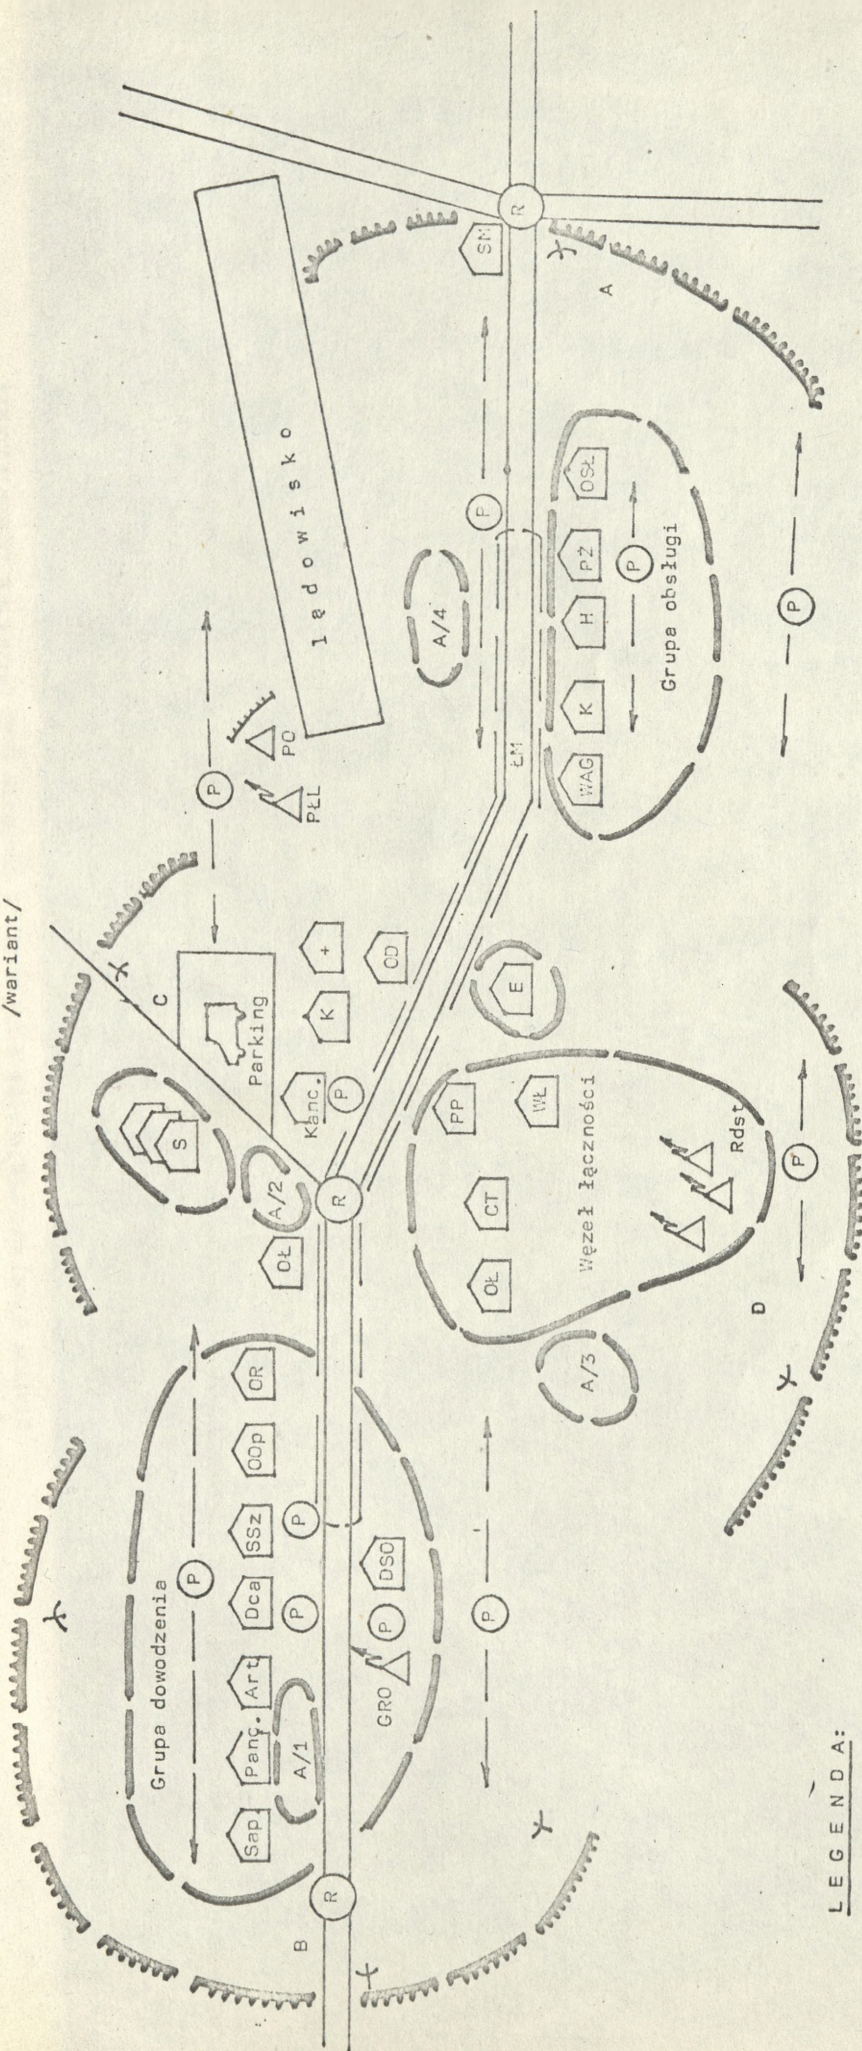 /wariant/
B
R
Grupa dowodzenia
P
Sap
Panc.
Art
Dca
SSz
OOp
OR
A/1
P
P
GRO
P
DSO
P
OŁ
A/2
R
S
C
Parking
Kanc.
P
K
+
OD
P
PŁL
PO
lądowisko
SM
R
A
A/4
P
ŁM
E
OŁ
CT
PP
WŁ
Węzeł łączności
Rdst
A/3
D
P
WAG
K
H
PŻ
OSŁ
P
Grupa obsługi
P
LEGENDA: